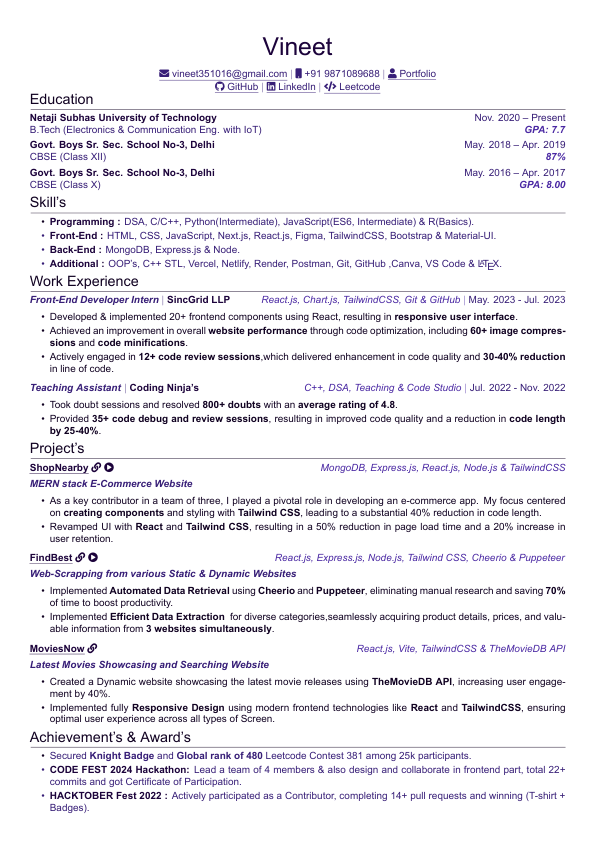 Vineet
vineet351016@gmail.com | +91 9871089688 | Portfolio
GitHub | LinkedIn | Leetcode
Education
Netaji Subhas University of Technology Nov. 2020 – Present
B.Tech (Electronics & Communication Eng. with IoT) GPA: 7.7
Govt. Boys Sr. Sec. School No-3, Delhi May. 2018 – Apr. 2019
CBSE (Class XII) 87%
Govt. Boys Sr. Sec. School No-3, Delhi May. 2016 – Apr. 2017
CBSE (Class X) GPA: 8.00
Skill's
• Programming : DSA, C/C++, Python(Intermediate), JavaScript(ES6, Intermediate) & R(Basics).
• Front-End : HTML, CSS, JavaScript, Next.js, React.js, Figma, TailwindCSS, Bootstrap & Material-UI.
• Back-End : MongoDB, Express.js & Node.
• Additional : OOP's, C++ STL, Vercel, Netlify, Render, Postman, Git, GitHub ,Canva, VS Code & LATEX.
Work Experience
Front-End Developer Intern | SincGrid LLP React.js, Chart.js, TailwindCSS, Git & GitHub | May. 2023 - Jul. 2023
• Developed & implemented 20+ frontend components using React, resulting in responsive user interface.
• Achieved an improvement in overall website performance through code optimization, including 60+ image compres-
sions and code minifications.
• Actively engaged in 12+ code review sessions,which delivered enhancement in code quality and 30-40% reduction
in line of code.
Teaching Assistant | Coding Ninja's C++, DSA, Teaching & Code Studio | Jul. 2022 - Nov. 2022
• Took doubt sessions and resolved 800+ doubts with an average rating of 4.8.
• Provided 35+ code debug and review sessions, resulting in improved code quality and a reduction in code length
by 25-40%.
Project's
ShopNearby MongoDB, Express.js, React.js, Node.js & TailwindCSS
MERN stack E-Commerce Website
• As a key contributor in a team of three, I played a pivotal role in developing an e-commerce app. My focus centered
on creating components and styling with Tailwind CSS, leading to a substantial 40% reduction in code length.
• Revamped UI with React and Tailwind CSS, resulting in a 50% reduction in page load time and a 20% increase in
user retention.
FindBest React.js, Express.js, Node.js, Tailwind CSS, Cheerio & Puppeteer
Web-Scrapping from various Static & Dynamic Websites
• Implemented Automated Data Retrieval using Cheerio and Puppeteer, eliminating manual research and saving 70%
of time to boost productivity.
• Implemented Efficient Data Extraction for diverse categories,seamlessly acquiring product details, prices, and valu-
able information from 3 websites simultaneously.
MoviesNow React.js, Vite, TailwindCSS & TheMovieDB API
Latest Movies Showcasing and Searching Website
• Created a Dynamic website showcasing the latest movie releases using TheMovieDB API, increasing user engage-
ment by 40%.
• Implemented fully Responsive Design using modern frontend technologies like React and TailwindCSS, ensuring
optimal user experience across all types of Screen.
Achievement's & Award's
• Secured Knight Badge and Global rank of 480 Leetcode Contest 381 among 25k participants.
• CODE FEST 2024 Hackathon: Lead a team of 4 members & also design and collaborate in frontend part, total 22+
commits and got Certificate of Participation.
• HACKTOBER Fest 2022 : Actively participated as a Contributor, completing 14+ pull requests and winning (T-shirt +
Badges).